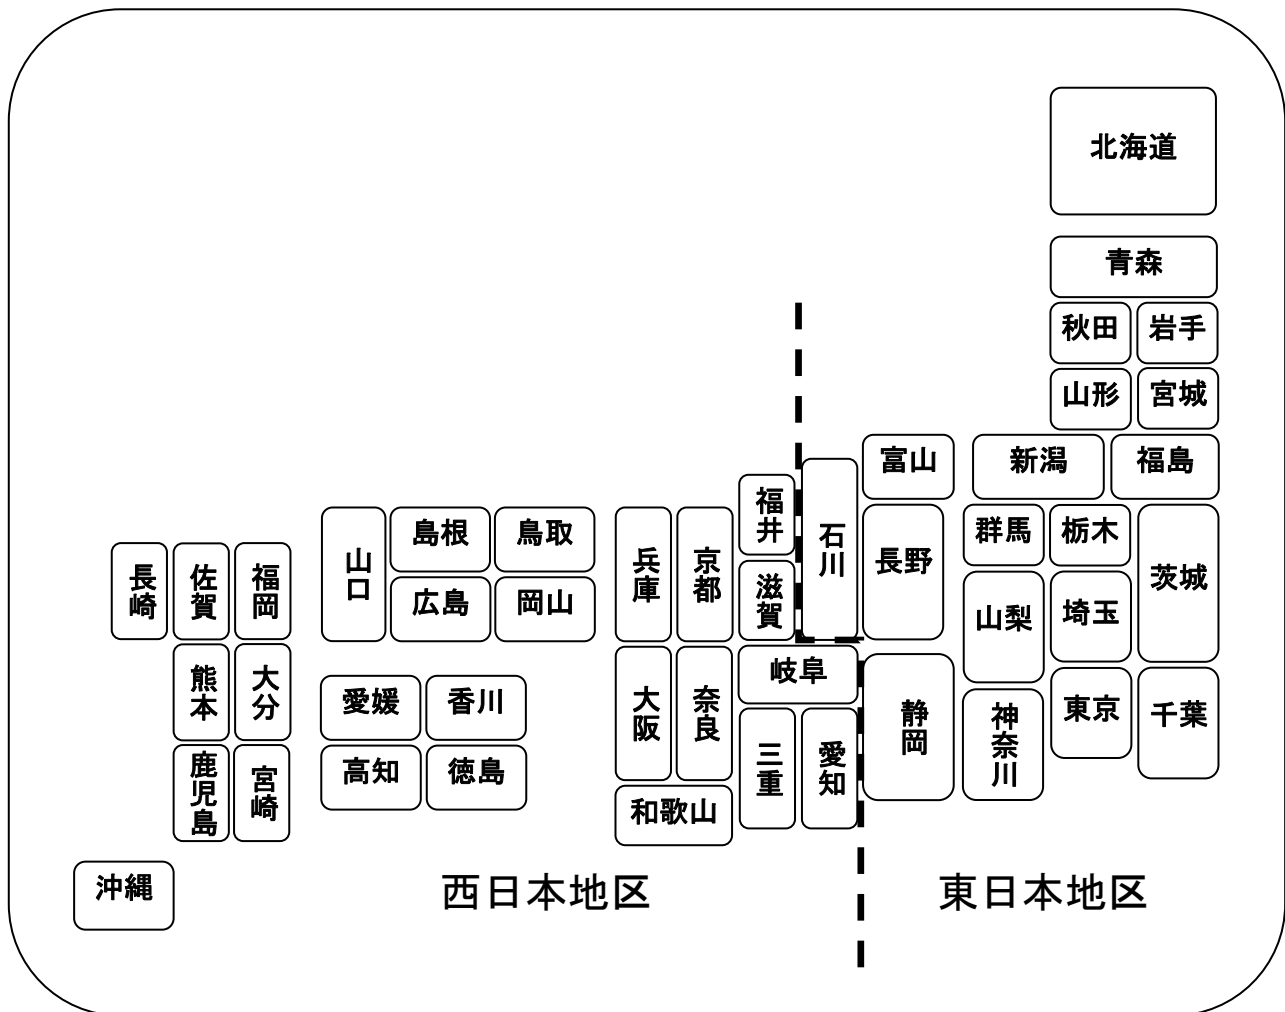 北海道
青森
秋田
岩手
山形
宮城
富山
新潟
福島
石川
福井
滋賀
長野
群馬
栃木
茨城
山梨
埼玉
静岡
神奈川
東京
千葉
長崎
佐賀
福岡
山口
島根
鳥取
広島
岡山
兵庫
京都
岐阜
熊本
大分
愛媛
香川
大阪
奈良
三重
愛知
鹿児島
宮崎
高知
徳島
和歌山
沖縄
西日本地区
東日本地区